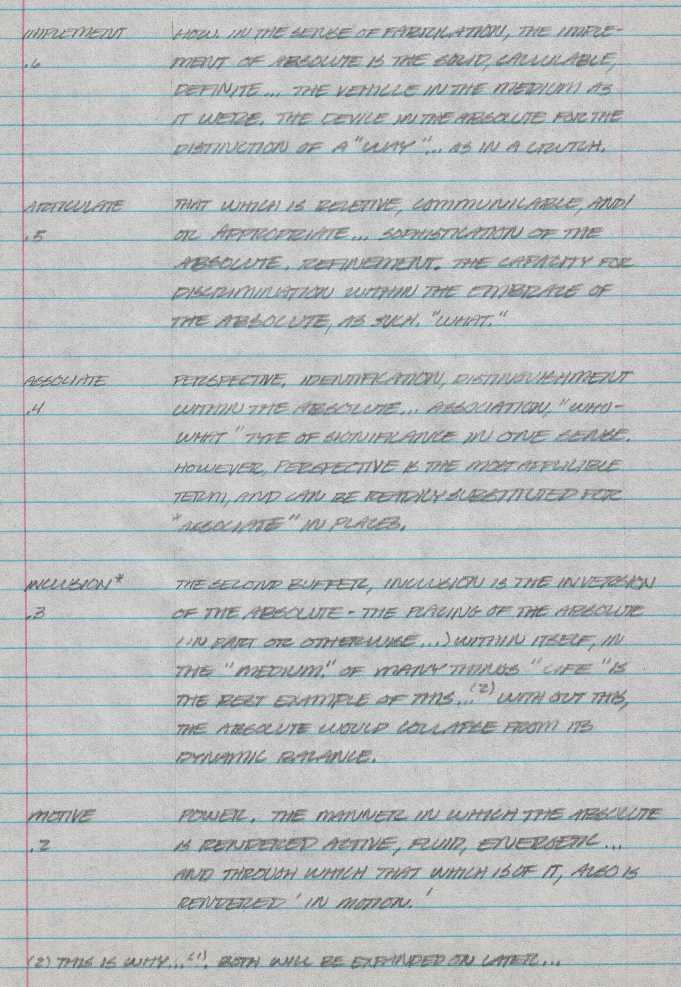 IMPLEMENT HOW. IN THE SENSE OF FABRICATION, THE IMPLE-
.6 MENT OF ABSOLUTE IS THE SOLID, CALCULABLE,
DEFINITE... THE VEHICLE IN THE MEDIUM AS
IT WERE. THE DEVICE IN THE ABSOLUTE FOR THE
DISTINCTION OF A "WHY"... AS IN A CRUTCH.
ARTICULATE THAT WHICH IS RELETIVE, COMMUNICABLE, AND/
.5 OR APPROPRIATE... SOPHISTICATION OF THE
ABSOLUTE. REFINEMENT. THE CAPACITY FOR
DISCRIMINATION WITHIN THE EMBRACE OF
THE ABSOLUTE, AS SUCH. "WHAT."
ASSOCIATE PERSPECTIVE, IDENTIFICATION, DISTINGUISHMENT
.4 WITHIN THE ABSOLUTE... ASSOCIATION, "WHO-
WHAT" TYPE OF SIGNIFICANCE IN ONE SENSE.
HOWEVER, PERSPECTIVE IS THE MOST APPLICIBLE
TERM, AND CAN BE READILY SUBSTITUTED FOR
"ASSOCIATE" IN PLACES.
INCLUSION* THE SECOND BUFFER, INCLUSION IS THE INVERSION
.3 OF THE ABSOLUTE - THE PLACING OF THE ABSOLUTE
(IN PART OR OTHERWISE...) WITHIN ITSELF, IN
THE "MEDIUM." OF MANY THINGS "LIFE" IS
THE BEST EXAMPLE OF THIS...(2) WITH OUT THIS,
THE ABSOLUTE WOULD COLLAPSE FROM ITS
DYNAMIC BALANCE.
MOTIVE POWER. THE MANNER IN WHICH THE ABSOLUTE
.2 IS RENDERED ACTIVE, FLUID, ENERGETIC...
AND THROUGH WHICH THAT WHICH IS OF IT, ALSO IS
RENDERED 'IN MOTION.'
(2) THIS IS WHY...(1). BOTH WILL BE EXPANDED ON LATER...